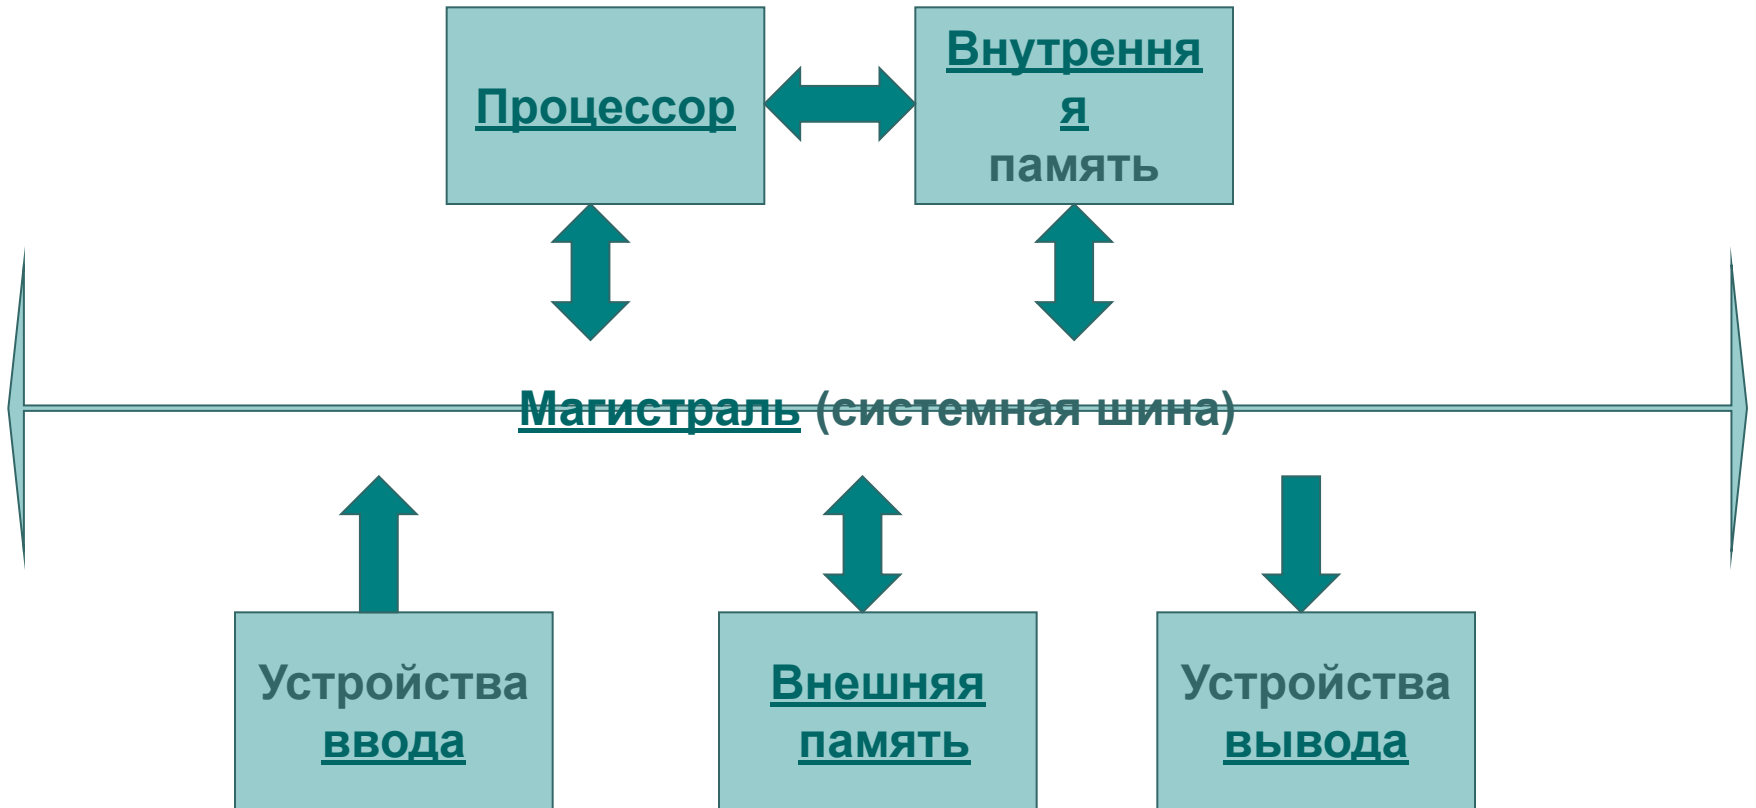 Процессор
Внутрення
я
память
Магистраль (системная шина)
Устройства
ввода
Внешняя
память
Устройства
вывода